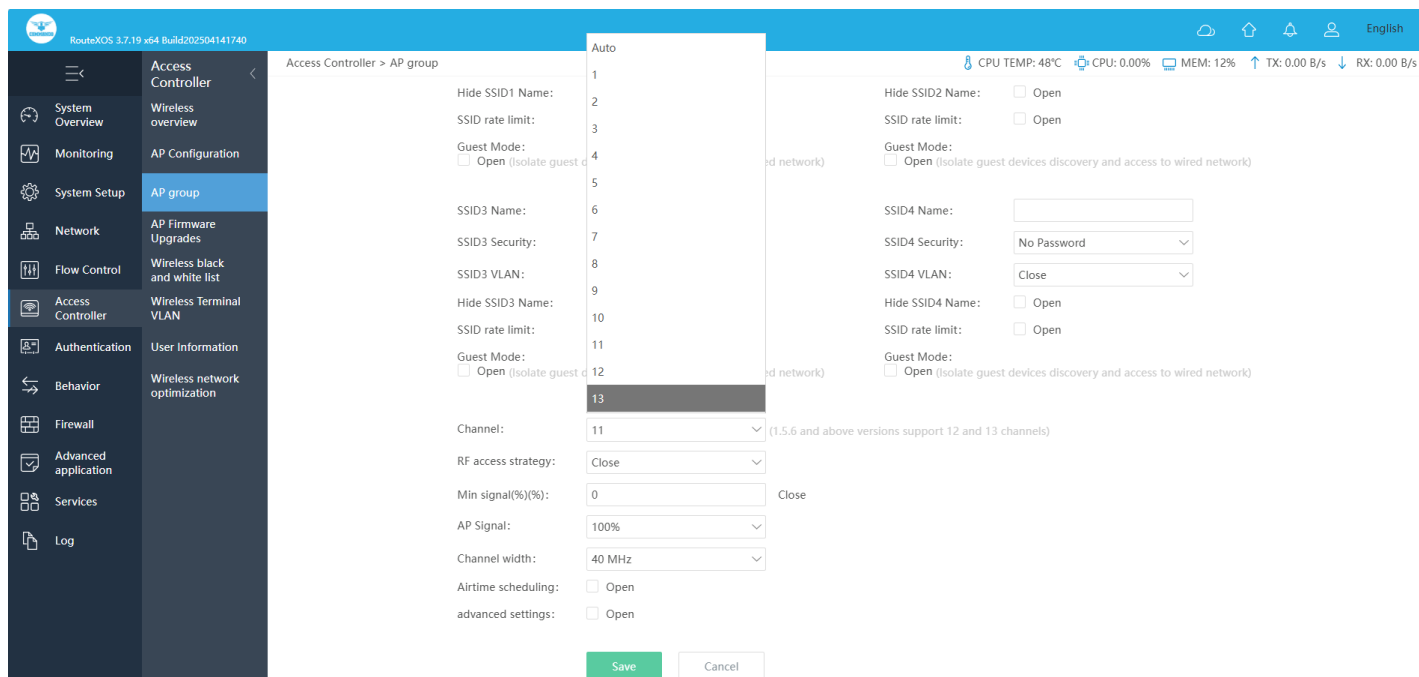 RouteXOS 3.7.19 x64 Build202504141740
English
Access Controller
System Overview
Monitoring
System Setup
Network
Flow Control
Access Controller
Authentication
Behavior
Firewall
Advanced application
Services
Log
Wireless overview
AP Configuration
AP group
AP Firmware Upgrades
Wireless black and white list
Wireless Terminal VLAN
User Information
Wireless network optimization
Access Controller > AP group
CPU TEMP: 48℃ CPU: 0.00% MEM: 12% TX: 0.00 B/s RX: 0.00 B/s
Hide SSID1 Name:
Hide SSID2 Name: Open
SSID rate limit:
SSID rate limit: Open
Guest Mode:
Open (Isolate guest
ed network)
Guest Mode:
Open (Isolate guest devices discovery and access to wired network)
SSID3 Name:
SSID4 Name:
SSID3 Security:
SSID4 Security: No Password
SSID3 VLAN:
SSID4 VLAN: Close
Hide SSID3 Name:
Hide SSID4 Name: Open
SSID rate limit:
SSID rate limit: Open
Guest Mode:
Open (Isolate guest
ed network)
Guest Mode:
Open (Isolate guest devices discovery and access to wired network)
Auto
1
2
3
4
5
6
7
8
9
10
11
12
13
Channel: 11 (1.5.6 and above versions support 12 and 13 channels)
RF access strategy: Close
Min signal(%)(%): 0 Close
AP Signal: 100%
Channel width: 40 MHz
Airtime scheduling: Open
advanced settings: Open
Save Cancel